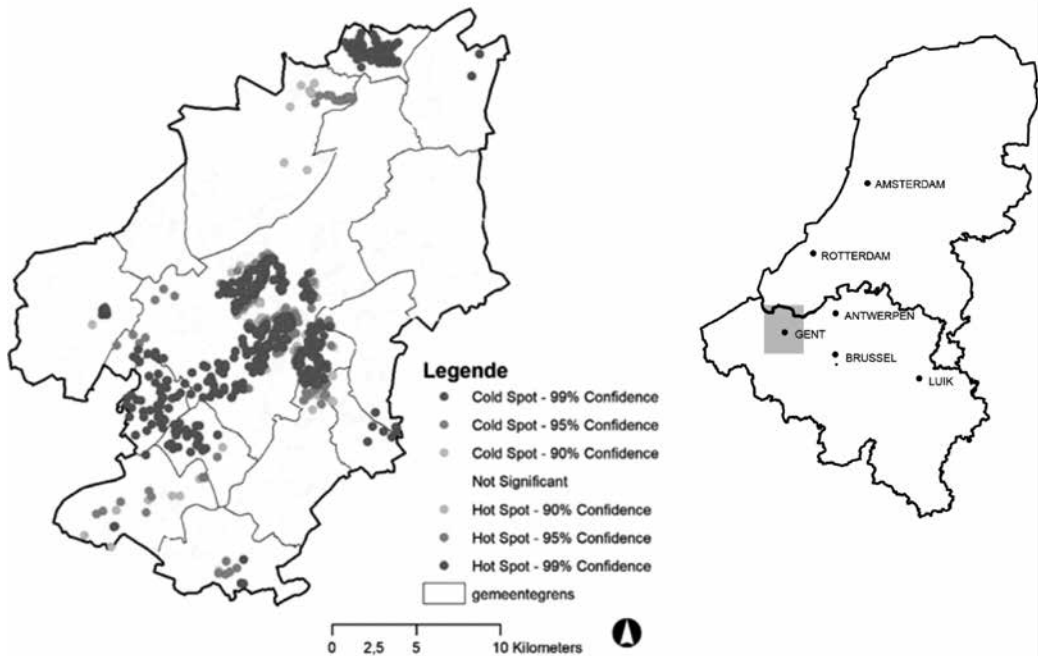 Legende
Cold Spot - 99% Confidence
Cold Spot - 95% Confidence
Cold Spot - 90% Confidence
Not Significant
Hot Spot - 90% Confidence
Hot Spot - 95% Confidence
Hot Spot - 99% Confidence
gemeentegrens
0 2,5 5 10 Kilometers
AMSTERDAM
ROTTERDAM
ANTWERPEN
GENT
BRUSSEL
LUIK